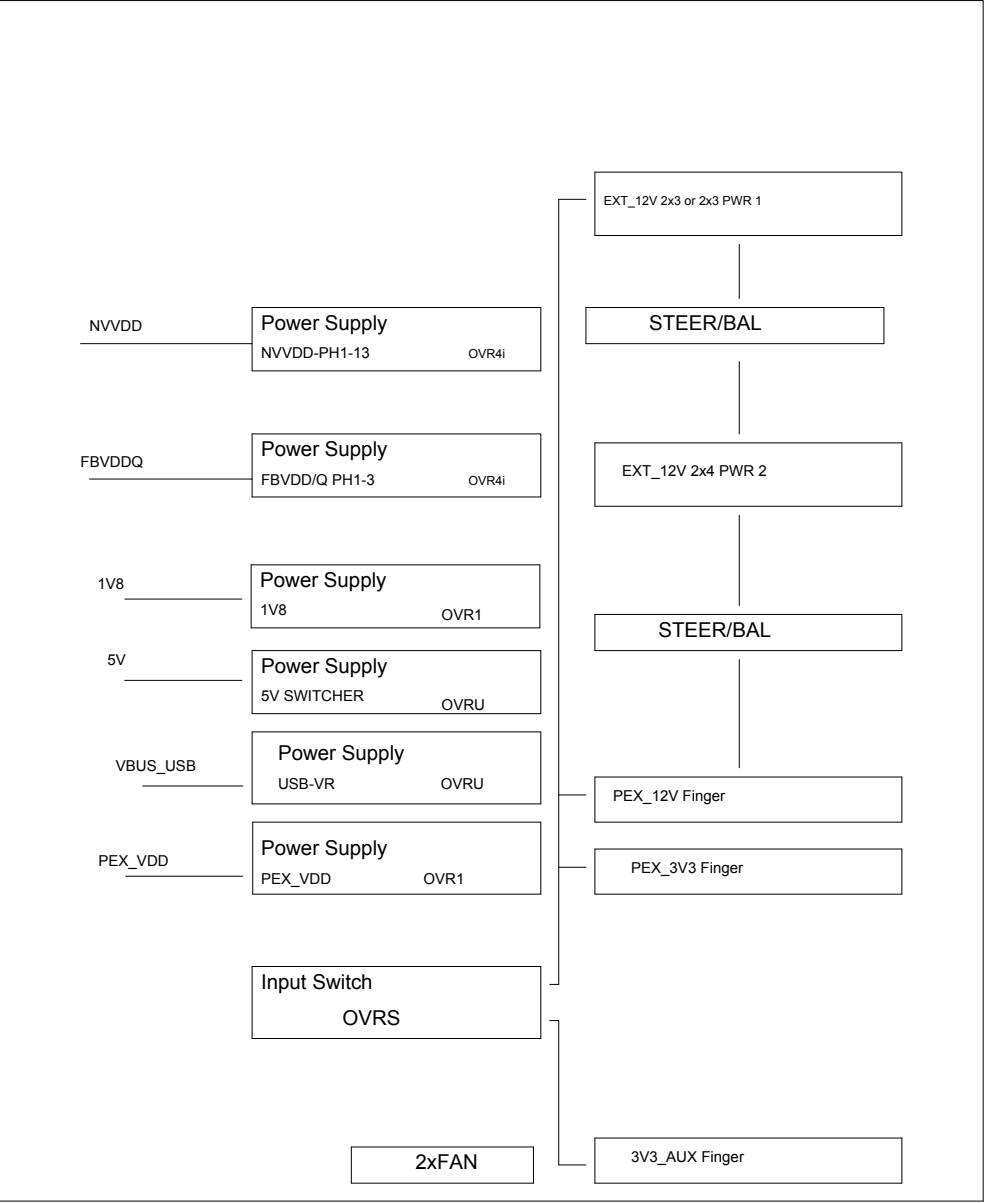 EXT_12V 2x3 or 2x3 PWR 1
NVVDD
Power Supply
NVVDD-PH1-13
OVR4i
STEER/BAL
FBVDDQ
Power Supply
FBVDD/Q PH1-3
OVR4i
EXT_12V 2x4 PWR 2
1V8
Power Supply
1V8
OVR1
STEER/BAL
5V
Power Supply
5V SWITCHER
OVRU
VBUS_USB
Power Supply
USB-VR
OVRU
PEX_12V Finger
PEX_VDD
Power Supply
PEX_VDD
OVR1
PEX_3V3 Finger
Input Switch
OVRS
2xFAN
3V3_AUX Finger